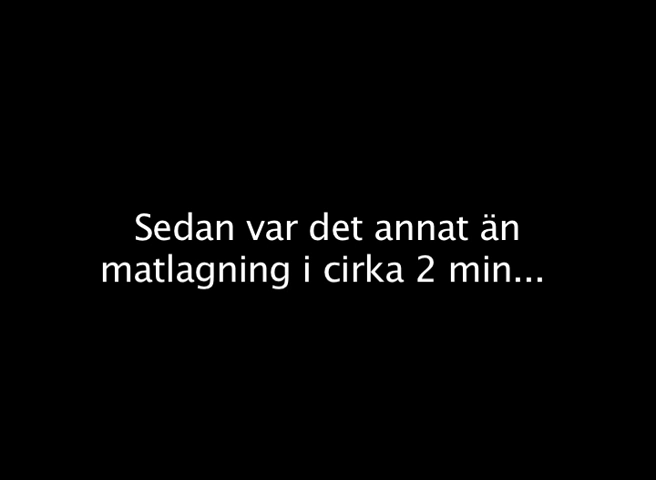 Sedan var det annat än
matlagning i cirka 2 min...